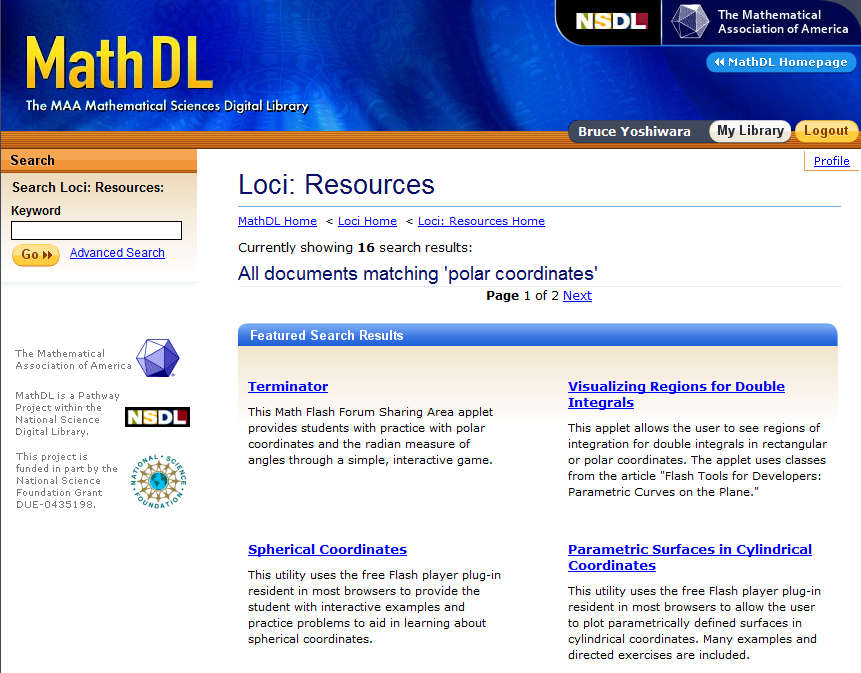 NSDL
The Mathematical
Association of America
MathDL
The MAA Mathematical Sciences Digital Library
MathDL Homepage
Bruce Yoshiwara
My Library
Logout
Profile
Search
Search Loci: Resources:
Keyword
Go
Advanced Search
The Mathematical
Association of America
MathDL is a Pathway
Project within the
National Science
Digital Library.
NSDL
This project is
funded in part by the
National Science
Foundation Grant
DUE-0435198.
NATIONAL SCIENCE FOUNDATION
Loci: Resources
MathDL Home < Loci Home < Loci: Resources Home
Currently showing 16 search results:
All documents matching 'polar coordinates'
Page 1 of 2 Next
Featured Search Results
Terminator
This Math Flash Forum Sharing Area applet
provides students with practice with polar
coordinates and the radian measure of
angles through a simple, interactive game.
Visualizing Regions for Double
Integrals
This applet allows the user to see regions of
integration for double integrals in rectangular
or polar coordinates. The applet uses classes
from the article "Flash Tools for Developers:
Parametric Curves on the Plane."
Spherical Coordinates
This utility uses the free Flash player plug-in
resident in most browsers to provide the
student with interactive examples and
practice problems to aid in learning about
spherical coordinates.
Parametric Surfaces in Cylindrical
Coordinates
This utility uses the free Flash player plug-in
resident in most browsers to allow the user
to plot parametrically defined surfaces in
cylindrical coordinates. Many examples and
directed exercises are included.